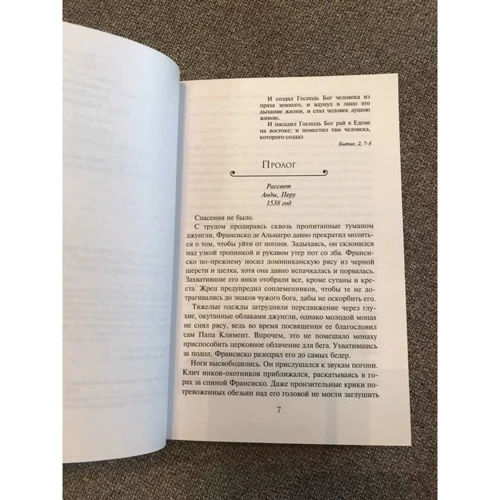 И создал Господь Бог человека из
праха земного, и вдунул в лицо его
дыхание жизни, и стал человек душою
живою.
И насадил Господь Бог рай в Едеме
на востоке; и поместил там человека,
которого создал.
Бытие, 2, 7-8
Пролог
Рассвет
Анды, Перу
1538 год
Спасения не было.
С трудом продираясь сквозь пропитанные туманом
джунгли, Франсиско де Альмагро давно прекратил молить-
ся о том, чтобы уйти от погони. Задыхаясь, он склонился
над узкой тропинкой и рукавом утер пот со лба. Франси-
ско по-прежнему носил доминиканскую рясу из черной
шерсти и шелка, хотя она давно испачкалась и порвалась.
Захватившие его инки отобрали все, кроме сутаны и кре-
ста. Жрец предупредил соплеменников, чтобы те не до-
трагивались до знаков чужого бога, дабы не оскорбить его.
Тяжелые одежды затрудняли передвижение через глу-
хие, окутанные облаками джунгли, однако молодой монах
не снял рясу, ведь во время посвящения ее благословил
сам Папа Климент. Впрочем, это не помешало монаху
приспособить церковное облачение для бега. Ухватившись
за подол, Франсиско разодрал его до самых бедер.
Ноги высвободились. Он прислушался к звукам погони.
Клич инков-охотников приближался, раскатываясь в го-
рах за спиной Франсиско. Даже пронзительные крики по-
тревоженных обезьян над его головой не могли заглушить
7